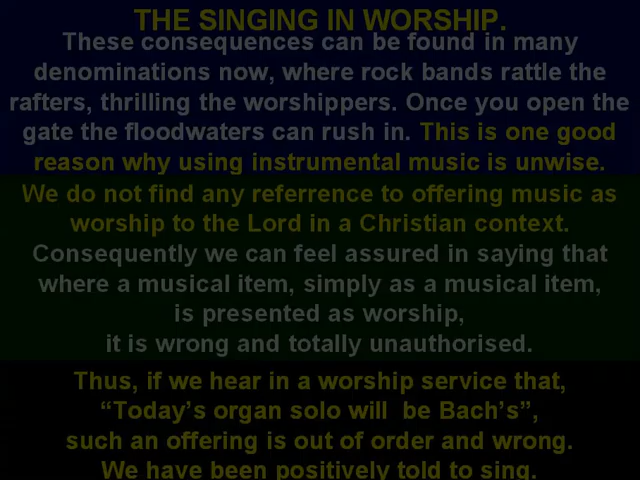 THE SINGING IN WORSHIP.
These consequences can be found in many
denominations now, where rock bands rattle the
rafters, thrilling the worshippers. Once you open the
gate the floodwaters can rush in. This is one good
reason why using instrumental music is unwise.
We do not find any referrence to offering music as
worship to the Lord in a Christian context.
Consequently we can feel assured in saying that
where a musical item, simply as a musical item,
is presented as worship,
it is wrong and totally unauthorised.
Thus, if we hear in a worship service that,
“Today’s organ solo will be Bach’s”,
such an offering is out of order and wrong.
We have been positively told to sing.